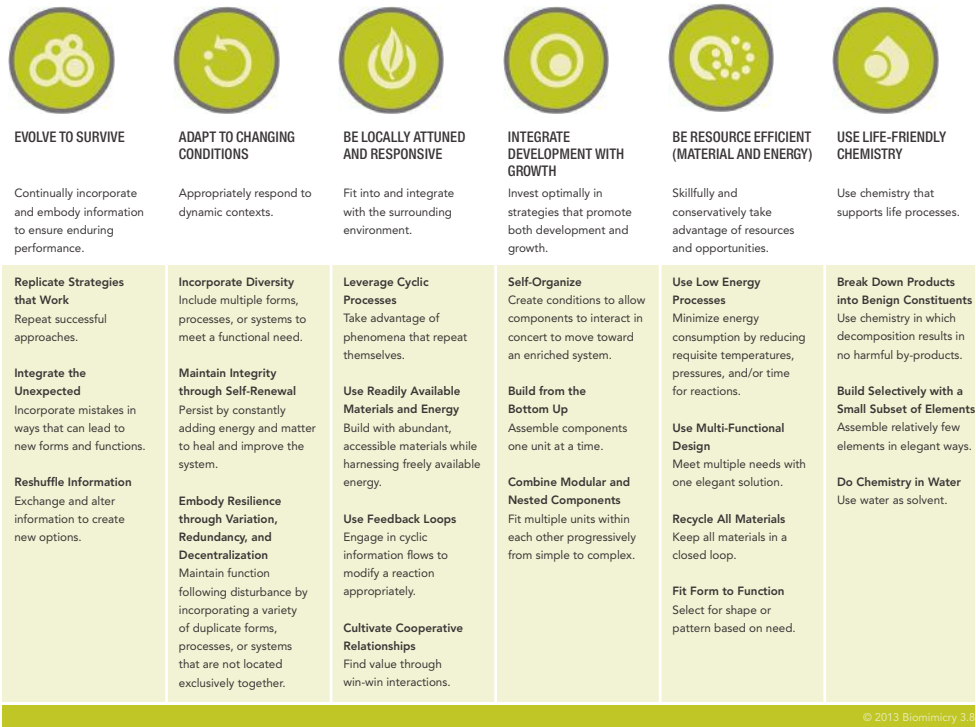 EVOLVE TO SURVIVE
Continually incorporate
and embody information
to ensure enduring
performance.
Replicate Strategies
that Work
Repeat successful
approaches.
Integrate the
Unexpected
Incorporate mistakes in
ways that can lead to
new forms and functions.
Reshuffle Information
Exchange and alter
information to create
new options.
ADAPT TO CHANGING
CONDITIONS
Appropriately respond to
dynamic contexts.
Incorporate Diversity
Include multiple forms,
processes, or systems to
meet a functional need.
Maintain Integrity
through Self-Renewal
Persist by constantly
adding energy and matter
to heal and improve the
system.
Embody Resilience
through Variation,
Redundancy, and
Decentralization
Maintain function
following disturbance by
incorporating a variety
of duplicate forms,
processes, or systems
that are not located
exclusively together.
BE LOCALLY ATTUNED
AND RESPONSIVE
Fit into and integrate
with the surrounding
environment.
Leverage Cyclic
Processes
Take advantage of
phenomena that repeat
themselves.
Use Readily Available
Materials and Energy
Build with abundant,
accessible materials while
harnessing freely available
energy.
Use Feedback Loops
Engage in cyclic
information flows to
modify a reaction
appropriately.
Cultivate Cooperative
Relationships
Find value through
win-win interactions.
INTEGRATE
DEVELOPMENT WITH
GROWTH
Invest optimally in
strategies that promote
both development and
growth.
Self-Organize
Create conditions to allow
components to interact in
concert to move toward
an enriched system.
Build from the
Bottom Up
Assemble components
one unit at a time.
Combine Modular and
Nested Components
Fit multiple units within
each other progressively
from simple to complex.
BE RESOURCE EFFICIENT
(MATERIAL AND ENERGY)
Skillfully and
conservatively take
advantage of resources
and opportunities.
Use Low Energy
Processes
Minimize energy
consumption by reducing
requisite temperatures,
pressures, and/or time
for reactions.
Use Multi-Functional
Design
Meet multiple needs with
one elegant solution.
Recycle All Materials
Keep all materials in a
closed loop.
Fit Form to Function
Select for shape or
pattern based on need.
USE LIFE-FRIENDLY
CHEMISTRY
Use chemistry that
supports life processes.
Break Down Products
into Benign Constituents
Use chemistry in which
decomposition results in
no harmful by-products.
Build Selectively with a
Small Subset of Elements
Assemble relatively few
elements in elegant ways.
Do Chemistry in Water
Use water as solvent.
© 2013 Biomimicry 3.8